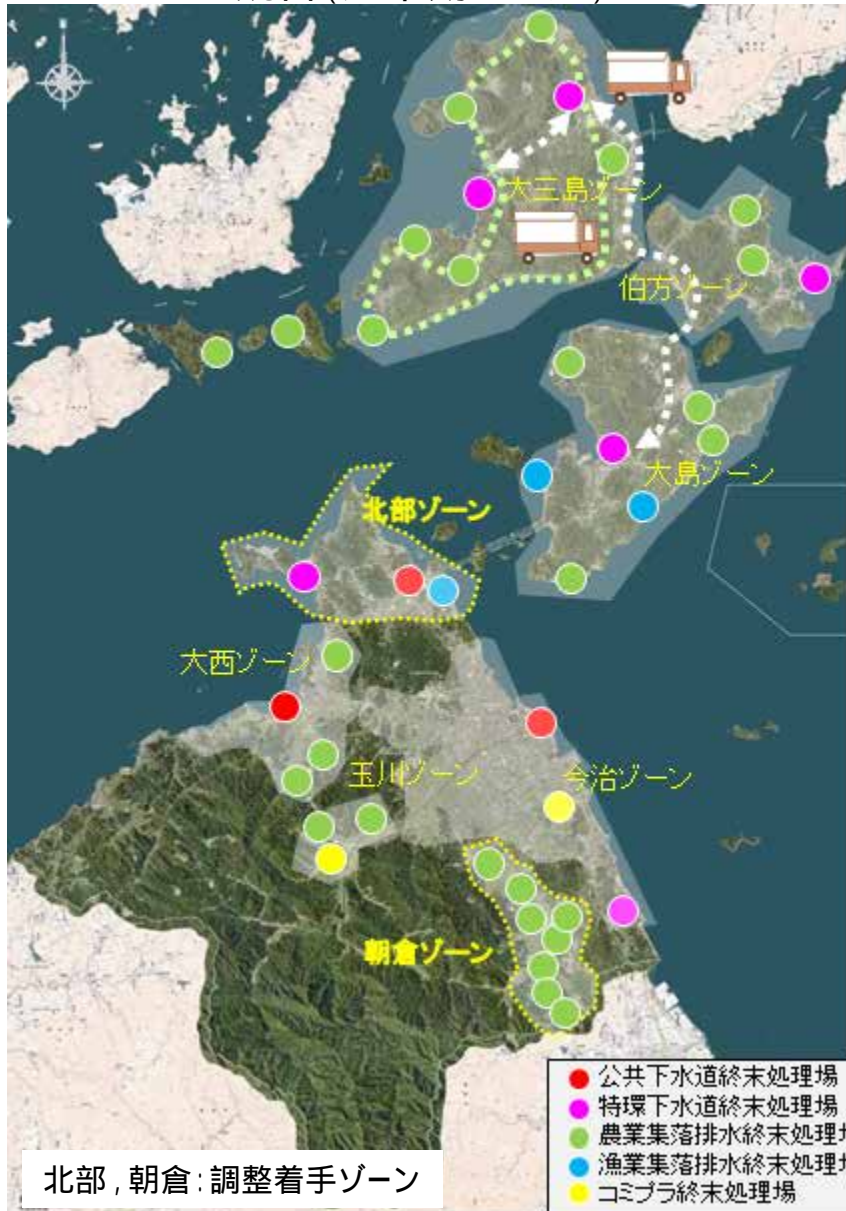 大三島ゾーン
伯方ゾーン
大島ゾーン
北部ゾーン
大西ゾーン
玉川ゾーン
今治ゾーン
朝倉ゾーン
公共下水道終末処理場
特環下水道終末処理場
農業集落排水終末処理
漁業集落排水終末処理
コミプラ終末処理場
北部,朝倉:調整着手ゾーン